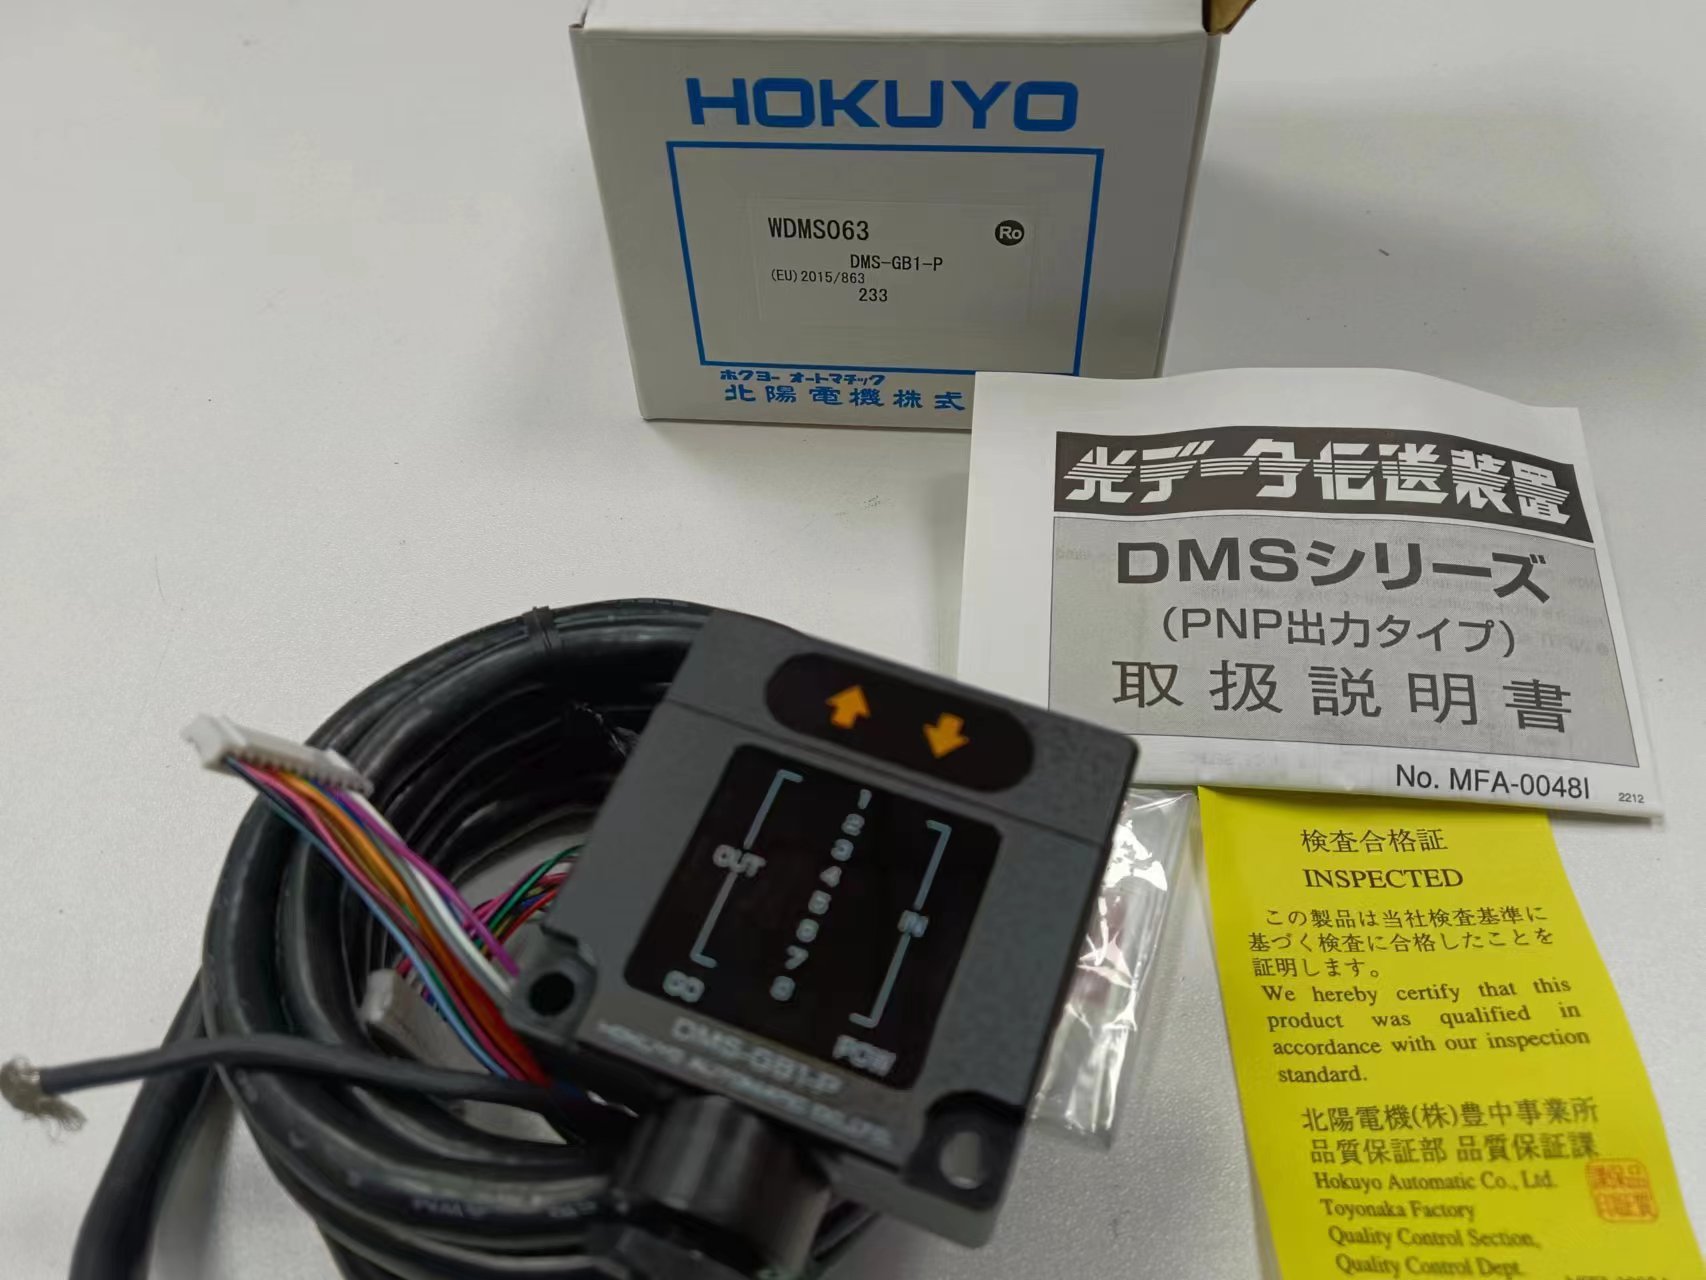 HOKUYO
WDMS063
Ro
DMS-GB1-P
(EU)2015/863
233
ホクヨー オートマチック
北陽電機株式
光データ伝送装置
DMSシリーズ
(PNP出力タイプ)
取扱説明書
No. MFA-0048I
2212
検査合格証
INSPECTED
この製品は当社検査基準に
基づく検査に合格したことを
証明します。
We hereby certify that this
product was qualified in
accordance with our inspection
standard.
北陽電機(株)豊中事業所
品質保証部 品質保証課
Hokuyo Automatic Co., Ltd.
Toyonaka Factory
Quality Control Section,
Quality Control Dept.
OUT
1
2
3
4
5
6
7
8
IN
GO
POW
DMS-GB1-P
HOKUYO AUTOMATIC CO.,LTD.